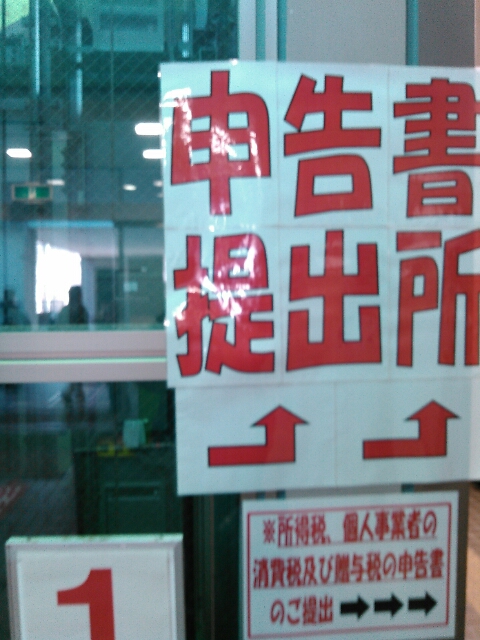 申告書
提出所
※所得税、個人事業者の
消費税及び贈与税の申告書
のご提出➡➡➡
1